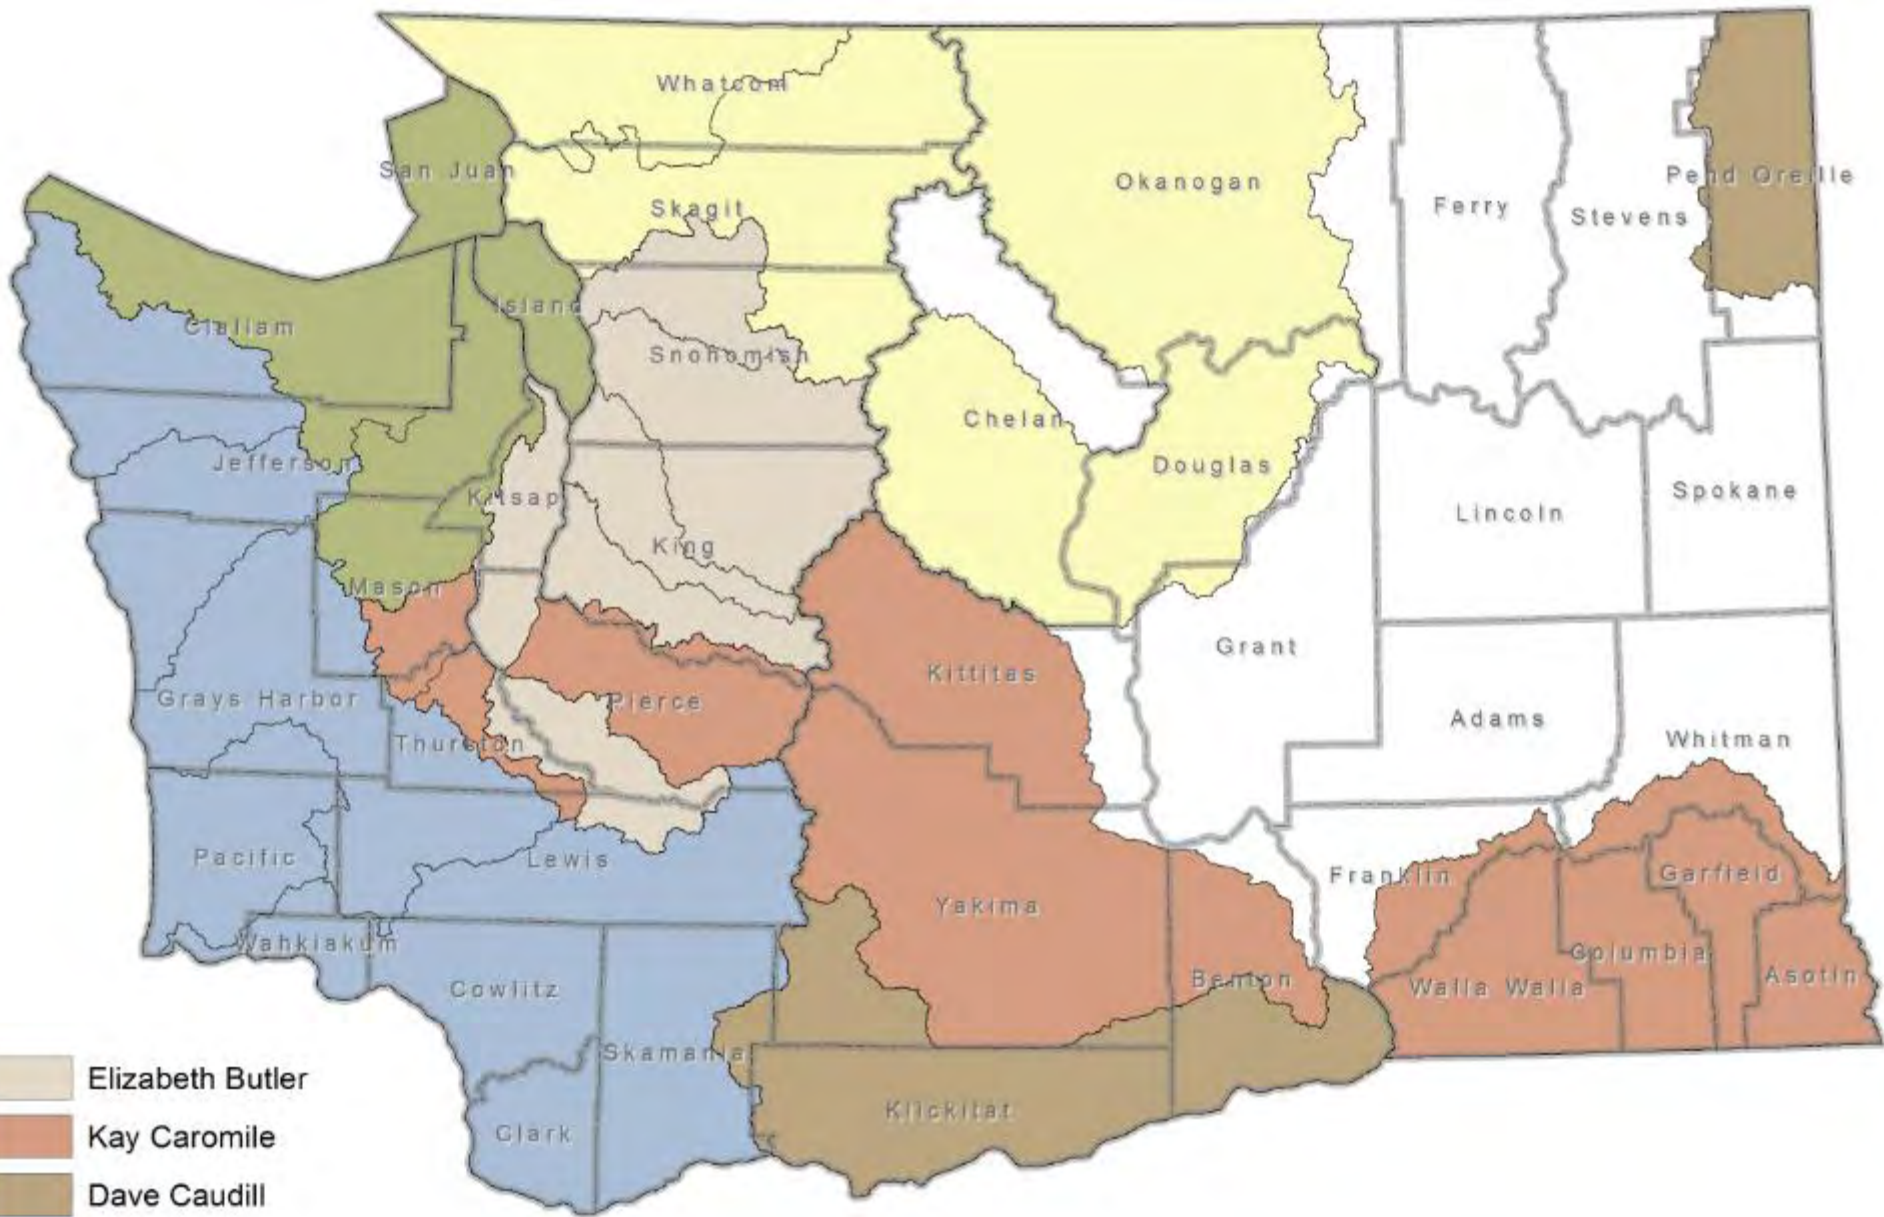 Whatcom
San Juan
Skagit
Okanogan
Ferry
Stevens
Pend Oreille
Clallam
Island
Snohomish
Chelan
Douglas
Jefferson
Kitsap
King
Lincoln
Spokane
Mason
Grays Harbor
Thurston
Pierce
Kittitas
Grant
Adams
Whitman
Pacific
Lewis
Yakima
Franklin
Garfield
Wahkiakum
Cowlitz
Benton
Walla Walla
Columbia
Asotin
Skamania
Clark
Klickitat
Elizabeth Butler
Kay Caromile
Dave Caudill